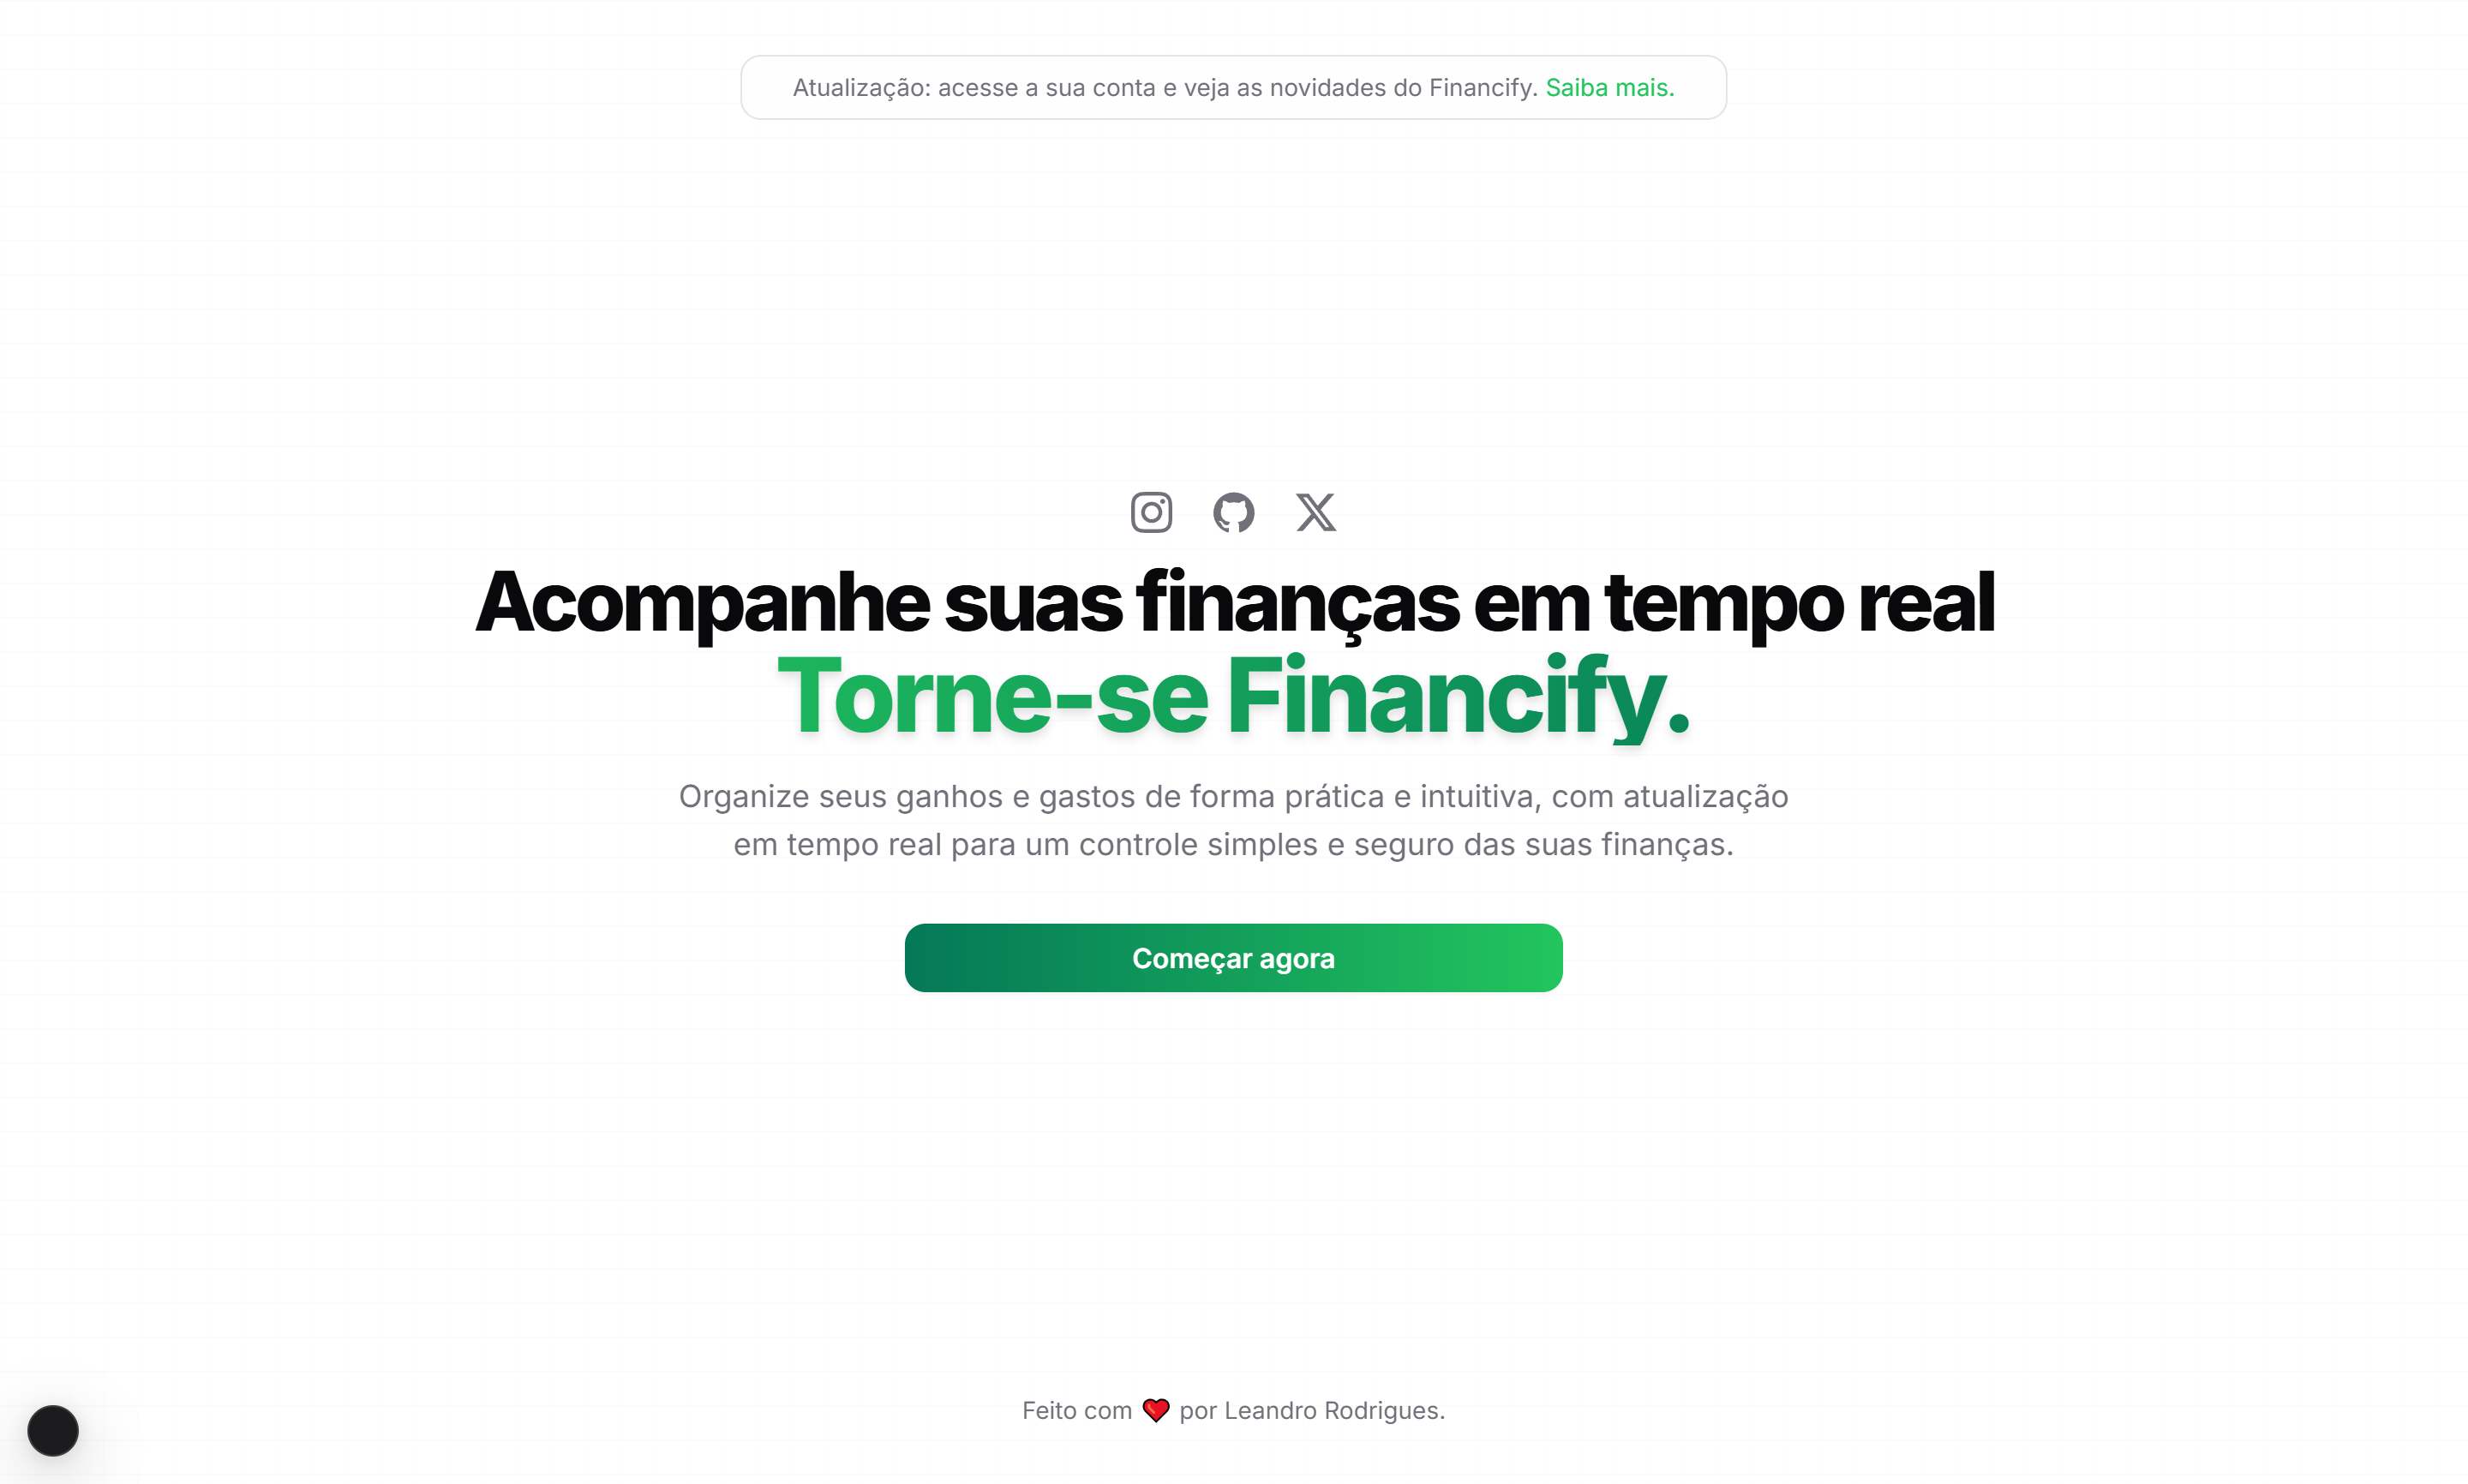 Atualização: acesse a sua conta e veja as novidades do Financify. Saiba mais.
Acompanhe suas finanças em tempo real
Torne-se Financify.
Organize seus ganhos e gastos de forma prática e intuitiva, com atualização
em tempo real para um controle simples e seguro das suas finanças.
Começar agora
Feito com ❤️ por Leandro Rodrigues.